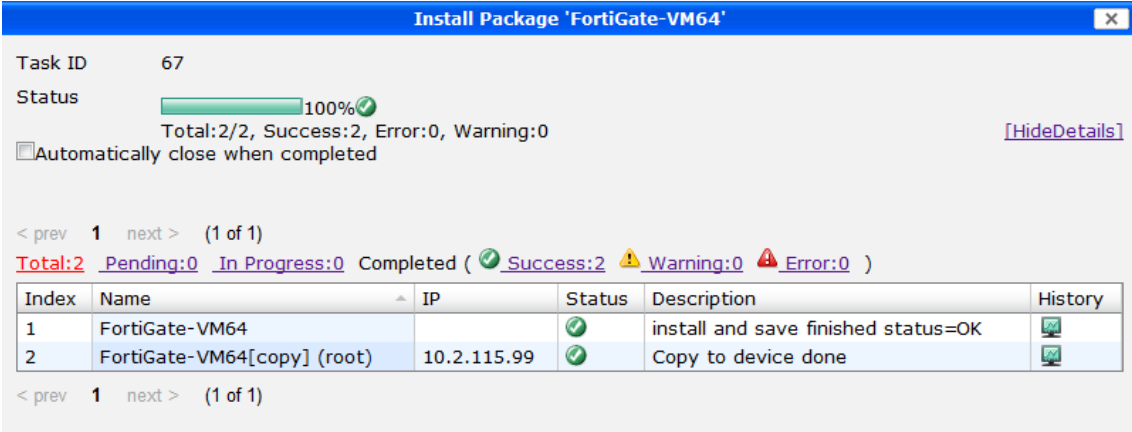 Install Package 'FortiGate-VM64'
Task ID 67
Status 100%
Total:2/2, Success:2, Error:0, Warning:0
[HideDetails]
Automatically close when completed
< prev 1 next > (1 of 1)
Total:2 Pending:0 In Progress:0 Completed ( Success:2 Warning:0 Error:0 )
Index Name IP Status Description History
1 FortiGate-VM64 install and save finished status=OK
2 FortiGate-VM64[copy] (root) 10.2.115.99 Copy to device done
< prev 1 next > (1 of 1)